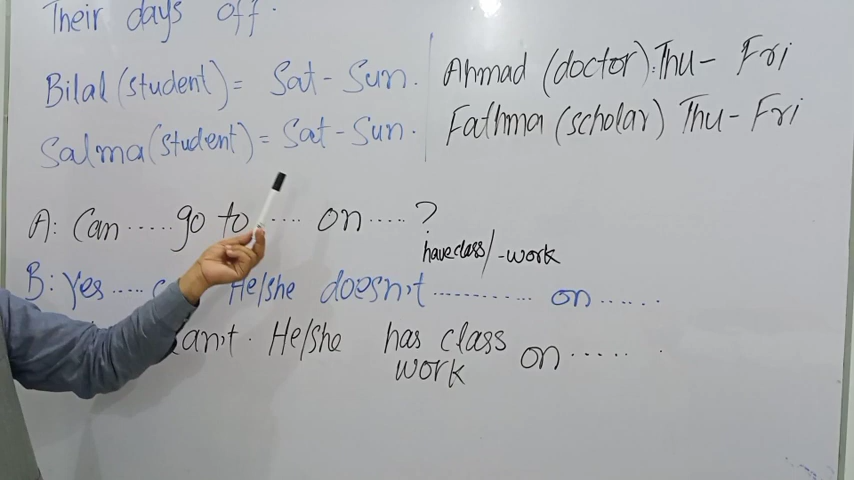 Their days off.
Bilal (student) = Sat - Sun.
Salma (student) = Sat - Sun.
Ahmad (doctor): Thu - Fri
Fathma (scholar) Thu - Fri
A: Can ..... go to ..... on ..... ?
have class/-work
B: Yes ..... He/she doesn't ........... on ......
can't. He/she has class on ......
work